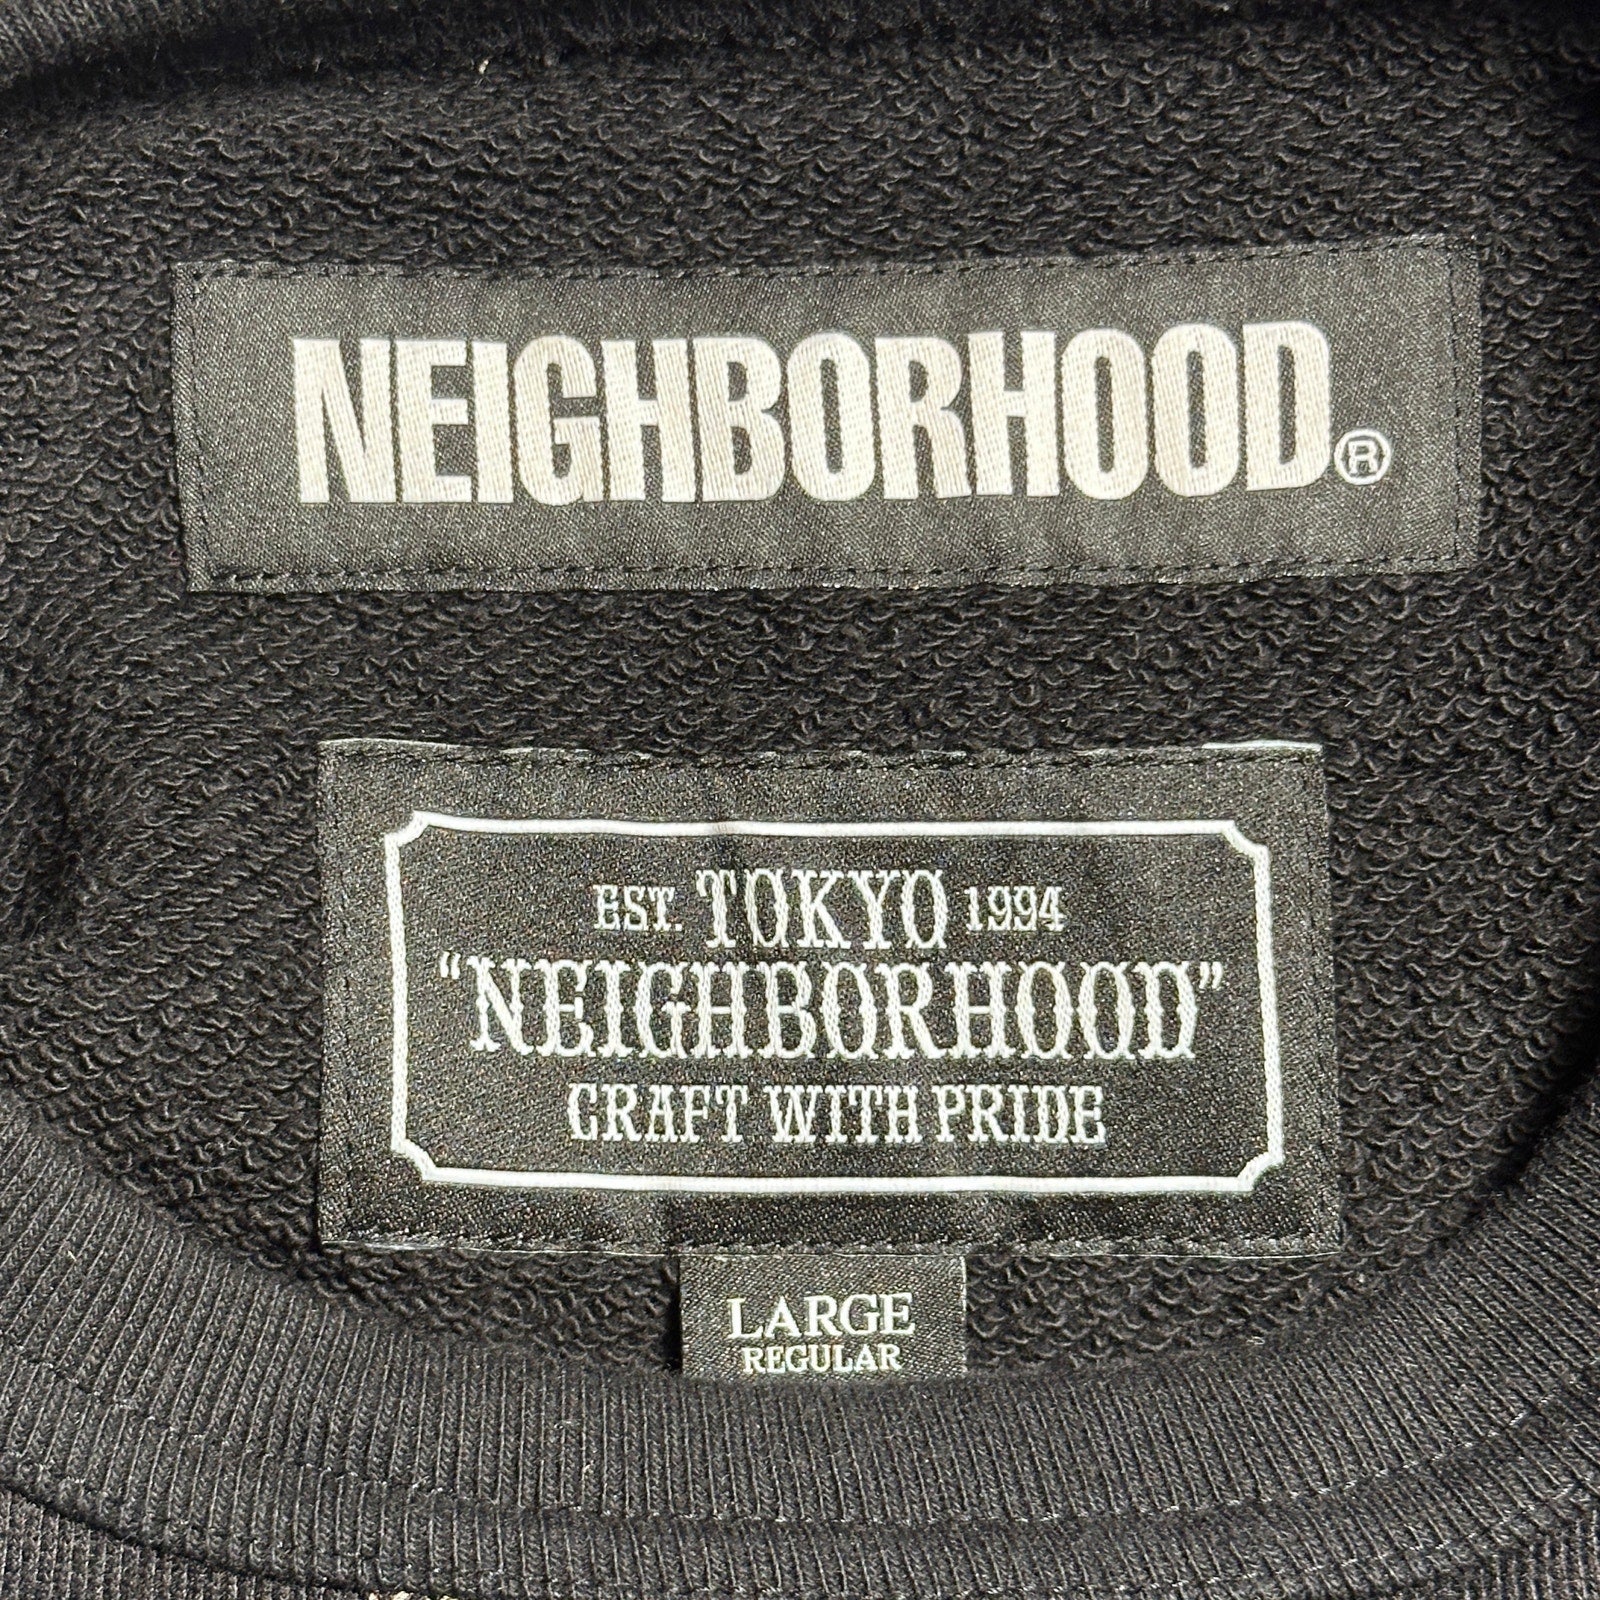 NEIGHBORHOOD®
EST. TOKYO 1994
“NEIGHBORHOOD”
CRAFT WITH PRIDE
LARGE
REGULAR